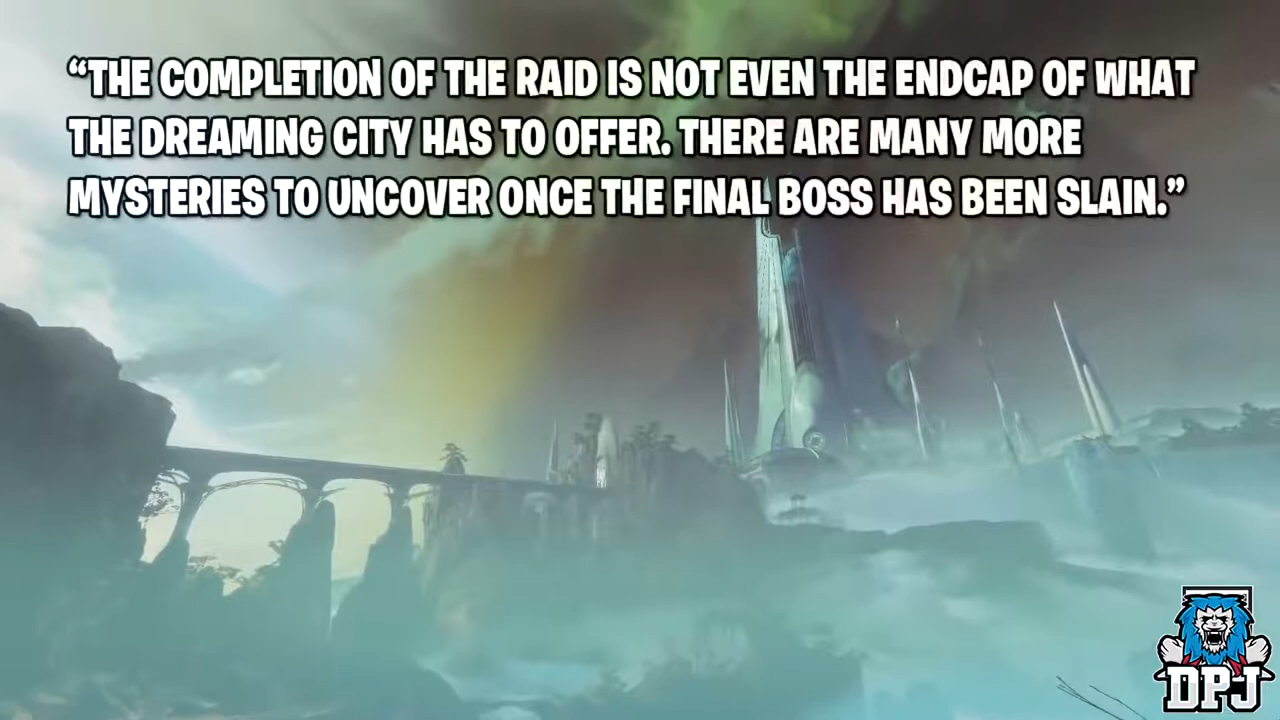 “THE COMPLETION OF THE RAID IS NOT EVEN THE ENDCAP OF WHAT
THE DREAMING CITY HAS TO OFFER. THERE ARE MANY MORE
MYSTERIES TO UNCOVER ONCE THE FINAL BOSS HAS BEEN SLAIN.”
DPJ